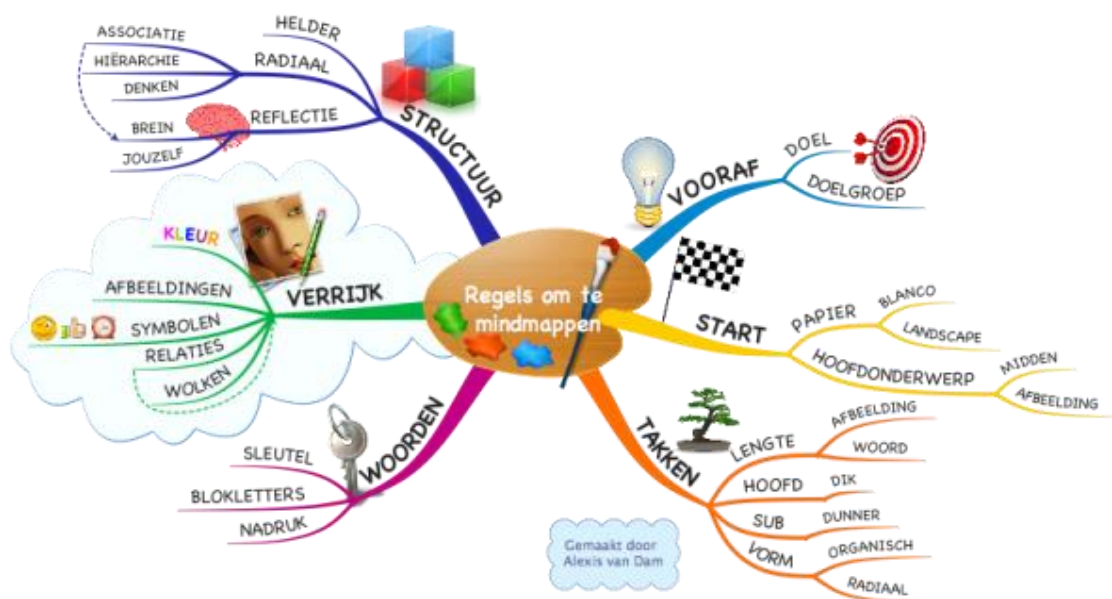 Regels om te
mindmappen
VOORAF
DOEL
DOELGROEP
START
PAPIER
BLANCO
LANDSCAPE
HOOFDONDERWERP
MIDDEN
AFBEELDING
TAKKEN
LENGTE
AFBEELDING
WOORD
HOOFD
DIK
SUB
DUNNER
VORM
ORGANISCH
RADIAAL
WOORDEN
SLEUTEL
BLOKLETTERS
NADRUK
VERRIJK
KLEUR
AFBEELDINGEN
SYMBOLEN
RELATIES
WOLKEN
STRUCTUUR
HELDER
RADIAAL
ASSOCIATIE
HIËRARCHIE
DENKEN
REFLECTIE
BREIN
JOUZELF
Gemaakt door
Alexis van Dam